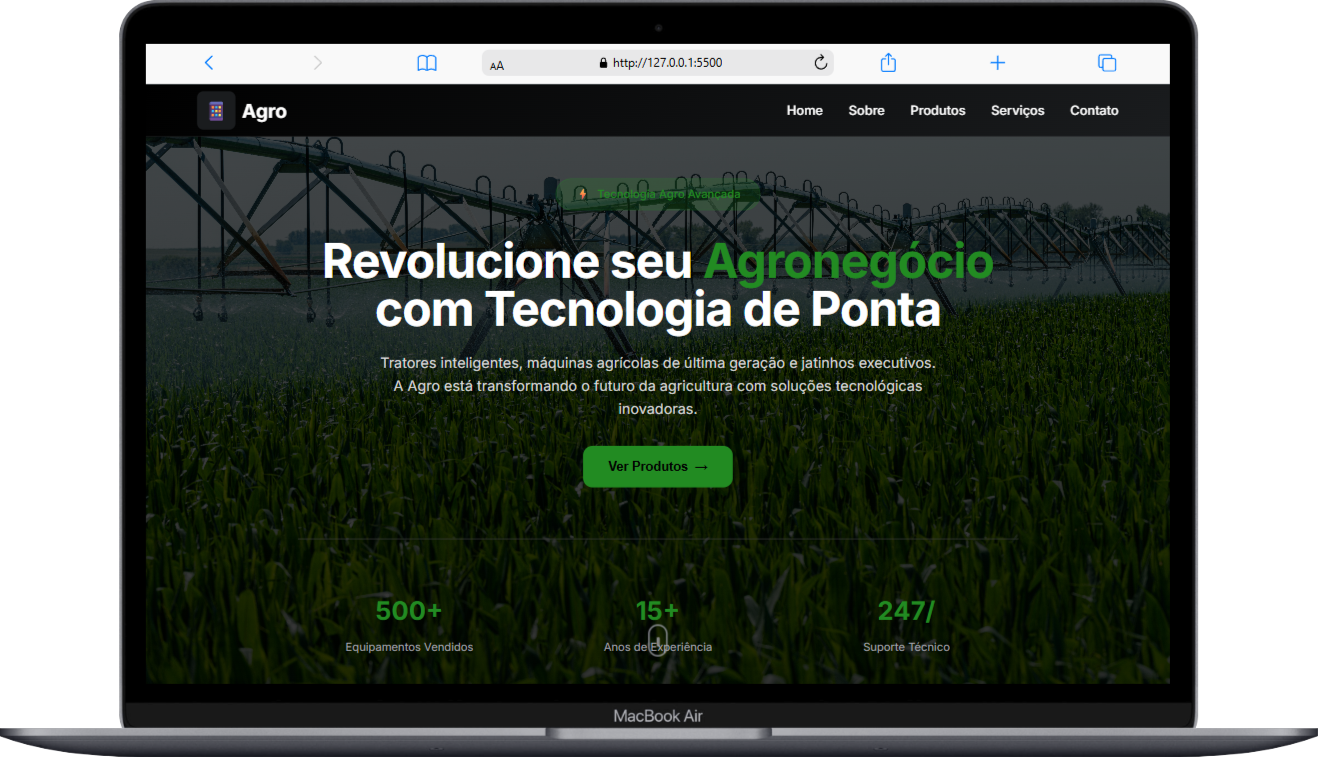 AA
http://127.0.0.1:5500
Agro
Home Sobre Produtos Serviços Contato
Tecnologia Agro Avançada
Revolucione seu Agronegócio
com Tecnologia de Ponta
Tratores inteligentes, máquinas agrícolas de última geração e jatinhos executivos.
A Agro está transformando o futuro da agricultura com soluções tecnológicas
inovadoras.
Ver Produtos →
500+ 15+ 247/
Equipamentos Vendidos Anos de Experiência Suporte Técnico
MacBook Air